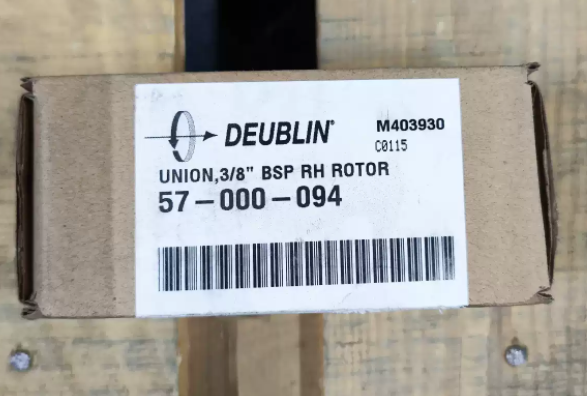 DEUBLIN® M403930
C0115
UNION,3/8" BSP RH ROTOR
57-000-094